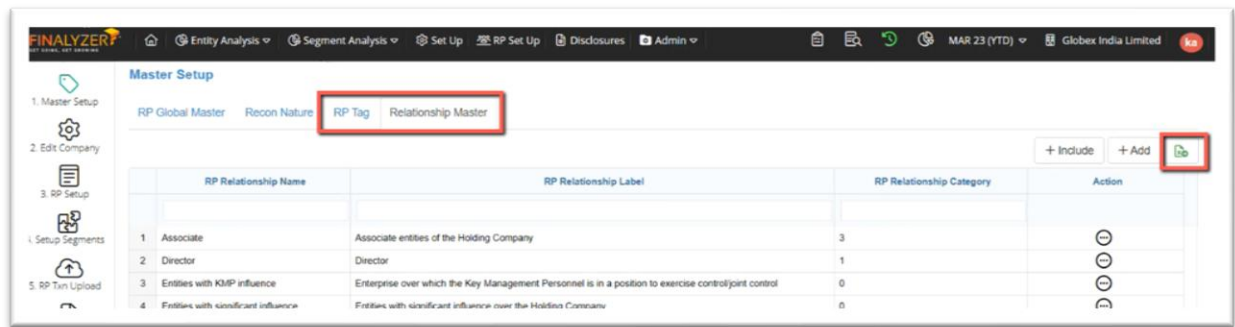 FINALYZER
Entity Analysis Segment Analysis Set Up RP Set Up Disclosures Admin MAR 23 (YTD) Globex India Limited ka
Master Setup
1. Master Setup
RP Global Master Recon Nature RP Tag Relationship Master
2. Edit Company
+ Include + Add
3. RP Setup
RP Relationship Name RP Relationship Label RP Relationship Category Action
Setup Segments
1 Associate Associate entities of the Holding Company 3
2 Director Director 1
5. RP Txn Upload
3 Entities with KMP influence Enterprise over which the Key Management Personnel is in a position to exercise control/joint control 0
4 Entities with significant influence Entities with significant influence over the Holding Company 0